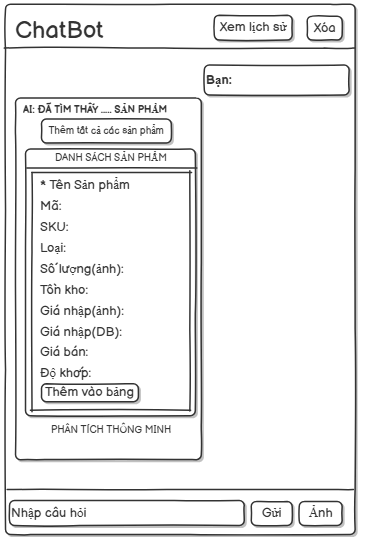 ChatBot
Xem lịch sử
Xóa
Bạn:
AI: ĐÃ TÌM THẤY ..... SẢN PHẨM
Thêm tất cả các sản phẩm
DANH SÁCH SẢN PHẨM
* Tên Sản phẩm
Mã:
SKU:
Loại:
Số lượng(ảnh):
Tồn kho:
Giá nhập(ảnh):
Giá nhập(DB):
Giá bán:
Độ khớp:
Thêm vào bảng
PHÂN TÍCH THÔNG MINH
Nhập câu hỏi
Gửi
Ảnh